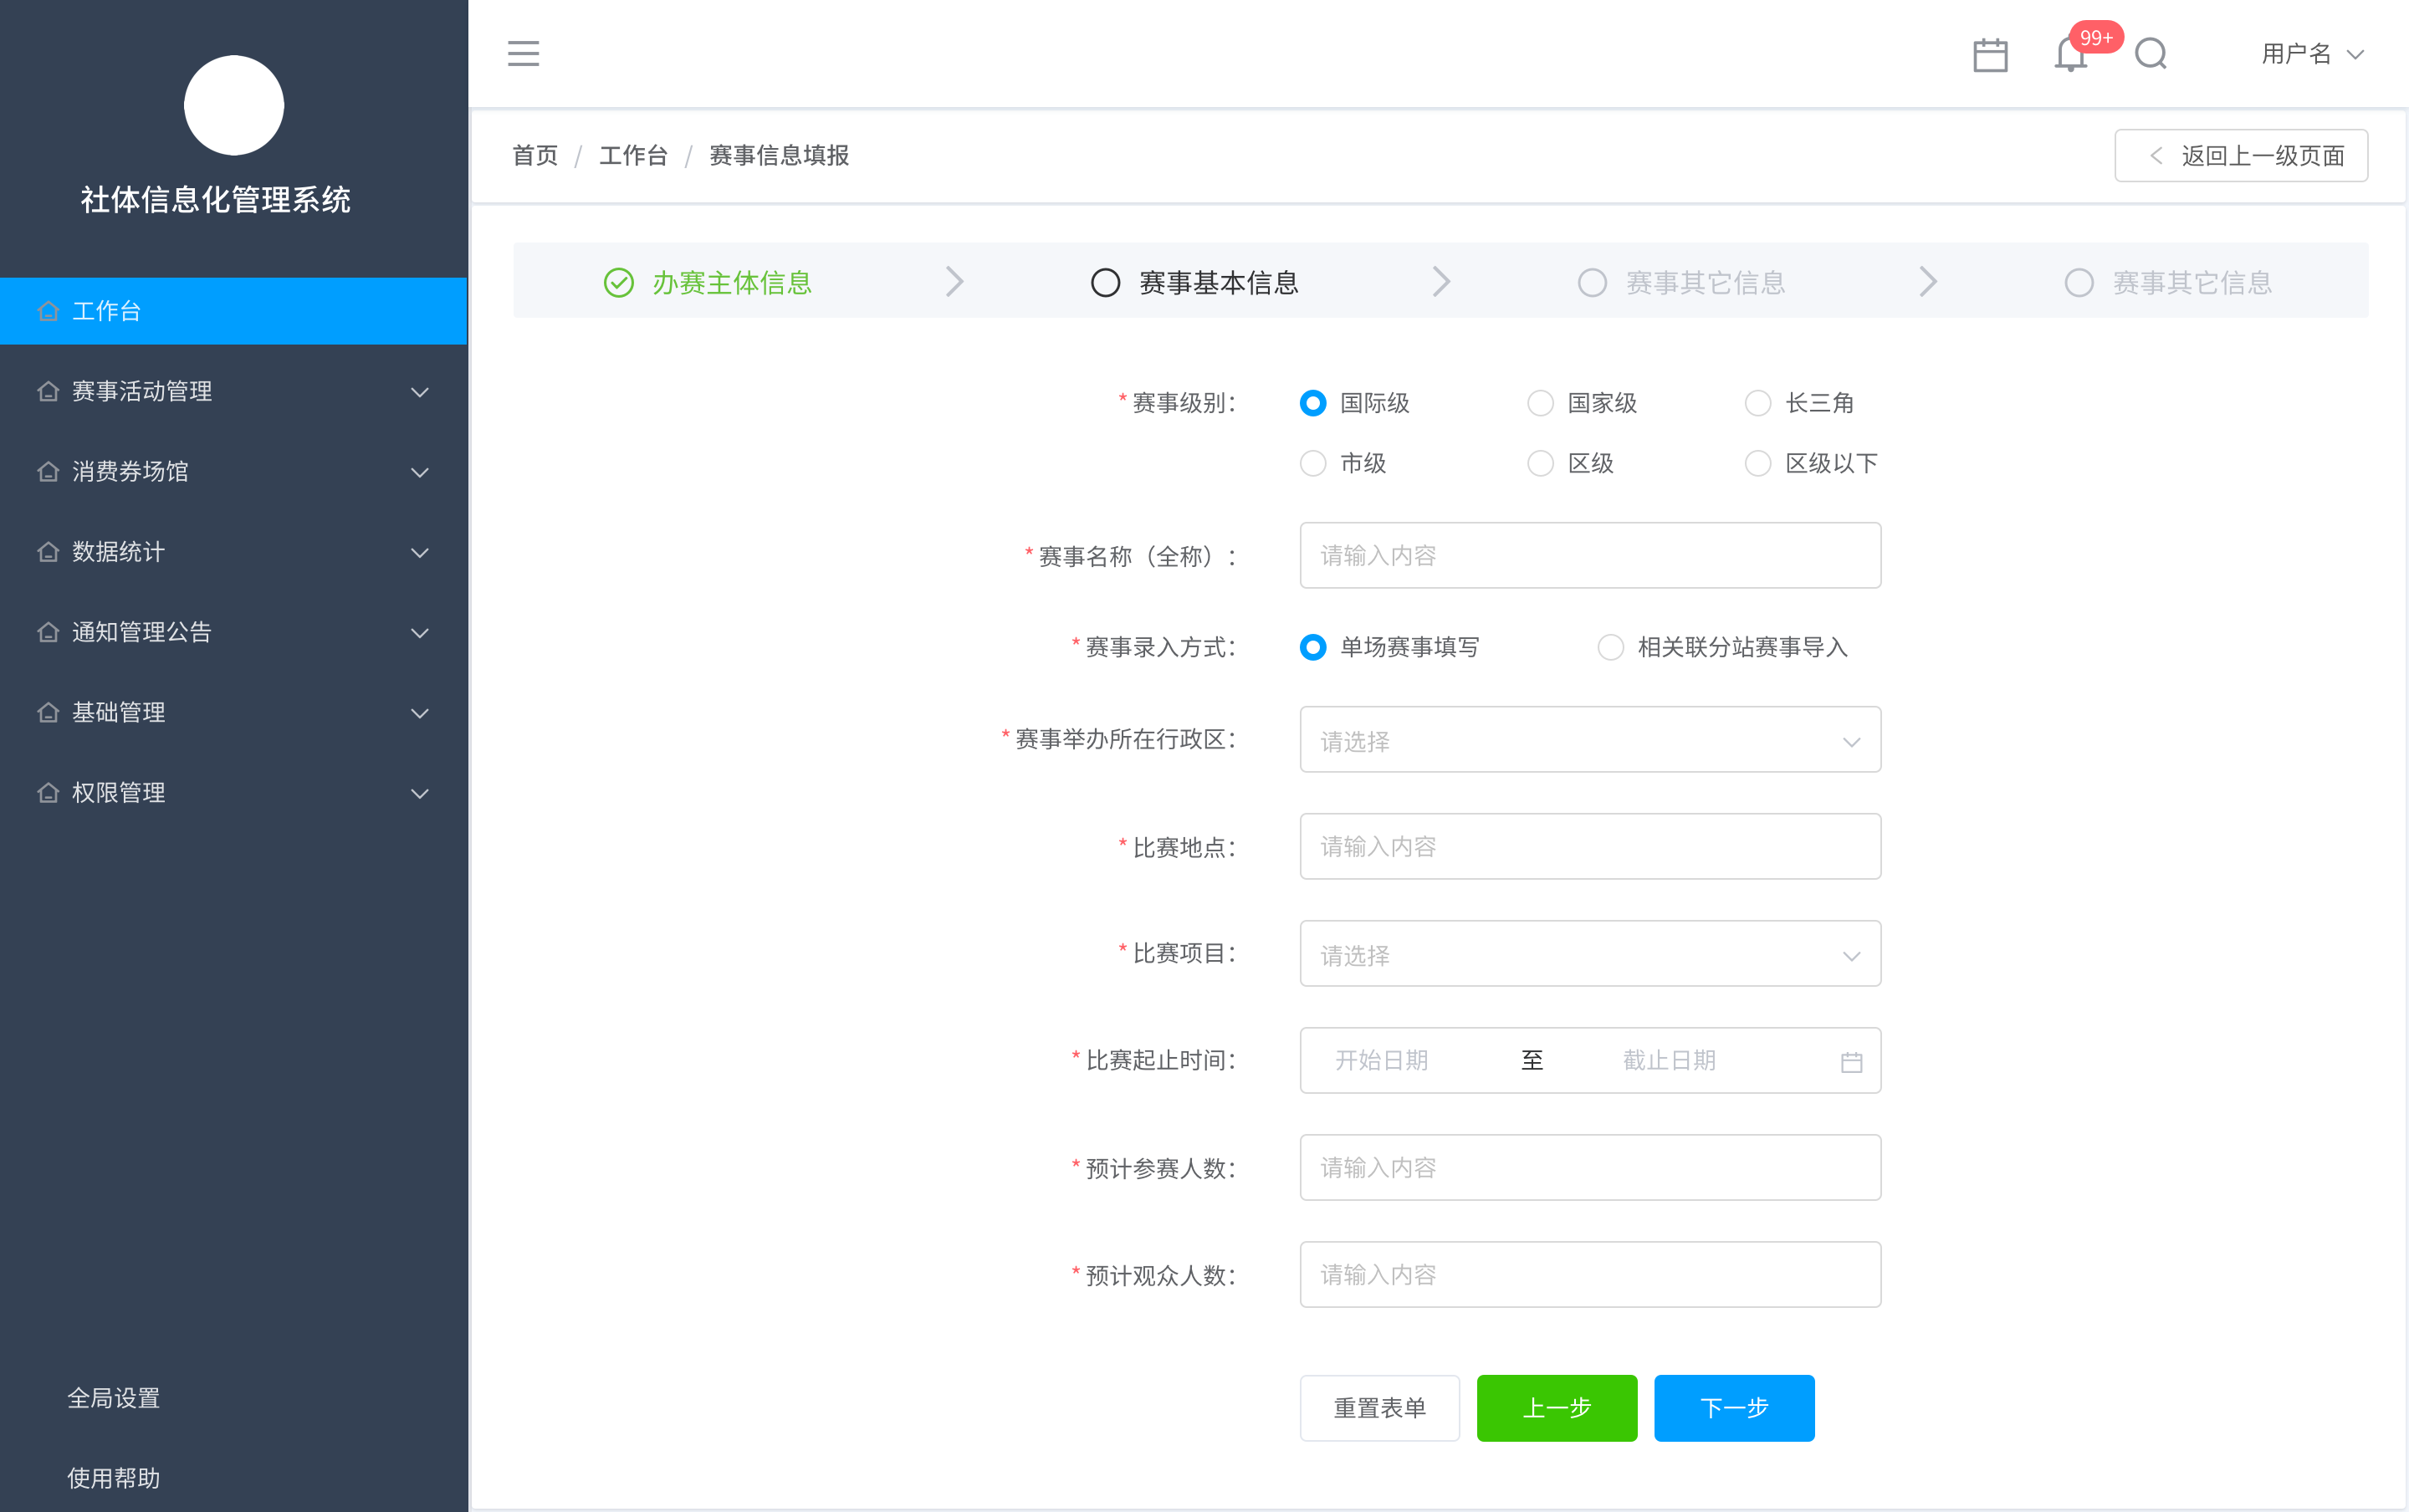 99+
用户名
社体信息化管理系统
首页 / 工作台 / 赛事信息填报
返回上一级页面
工作台
赛事活动管理
消费券场馆
数据统计
通知管理公告
基础管理
权限管理
全局设置
使用帮助
办赛主体信息 赛事基本信息 赛事其它信息 赛事其它信息
* 赛事级别： 国际级 国家级 长三角
市级 区级 区级以下
* 赛事名称（全称）： 请输入内容
* 赛事录入方式： 单场赛事填写 相关联分站赛事导入
* 赛事举办所在行政区： 请选择
* 比赛地点： 请输入内容
* 比赛项目： 请选择
* 比赛起止时间： 开始日期 至 截止日期
* 预计参赛人数： 请输入内容
* 预计观众人数： 请输入内容
重置表单 上一步 下一步